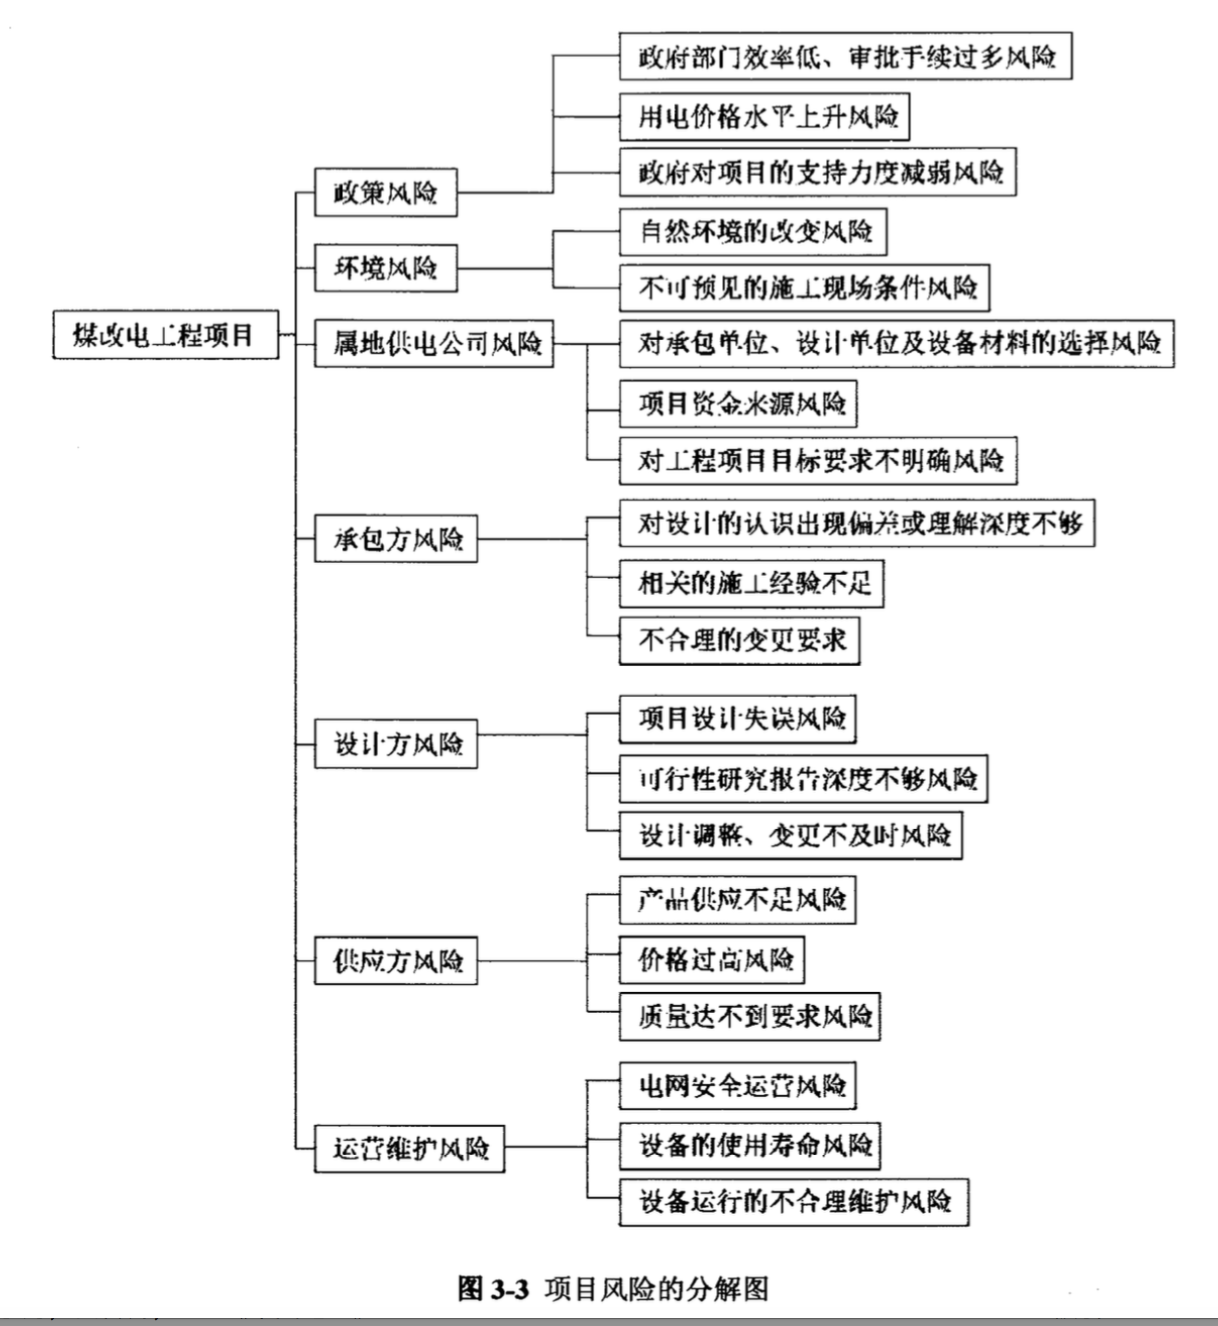 政府部门效率低、审批手续过多风险
用电价格水平上升风险
政府对项目的支持力度减弱风险
政策风险
自然环境的改变风险
环境风险
不可预见的施工现场条件风险
煤改电工程项目
属地供电公司风险
对承包单位、设计单位及设备材料的选择风险
项目资金来源风险
对工程项目目标要求不明确风险
对设计的认识出现偏差或理解深度不够
承包方风险
相关的施工经验不足
不合理的变更要求
项目设计失误风险
设计方风险
可行性研究报告深度不够风险
设计调整、变更不及时风险
产品供应不足风险
供应方风险
价格过高风险
质量达不到要求风险
电网安全运营风险
运营维护风险
设备的使用寿命风险
设备运行的不合理维护风险
图 3-3 项目风险的分解图